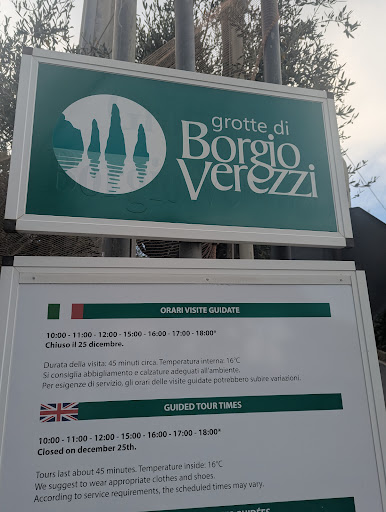 grotte di
Borgio
Verezzi
ORARI VISITE GUIDATE
10:00 - 11:00 - 12:00 - 15:00 - 16:00 - 17:00 - 18:00*
Chiuso il 25 dicembre.
Durata della visita: 45 minuti circa. Temperatura interna: 16°C
Si consiglia abbigliamento e calzature adeguati all'ambiente.
Per esigenze di servizio, gli orari delle visite guidate potrebbero subire variazioni.
GUIDED TOUR TIMES
10:00 - 11:00 - 12:00 - 15:00 - 16:00 - 17:00 - 18:00*
Closed on december 25th.
Tours last about 45 minutes. Temperature inside: 16°C
We suggest to wear appropriate clothes and shoes.
According to service requirements, the scheduled times may vary.